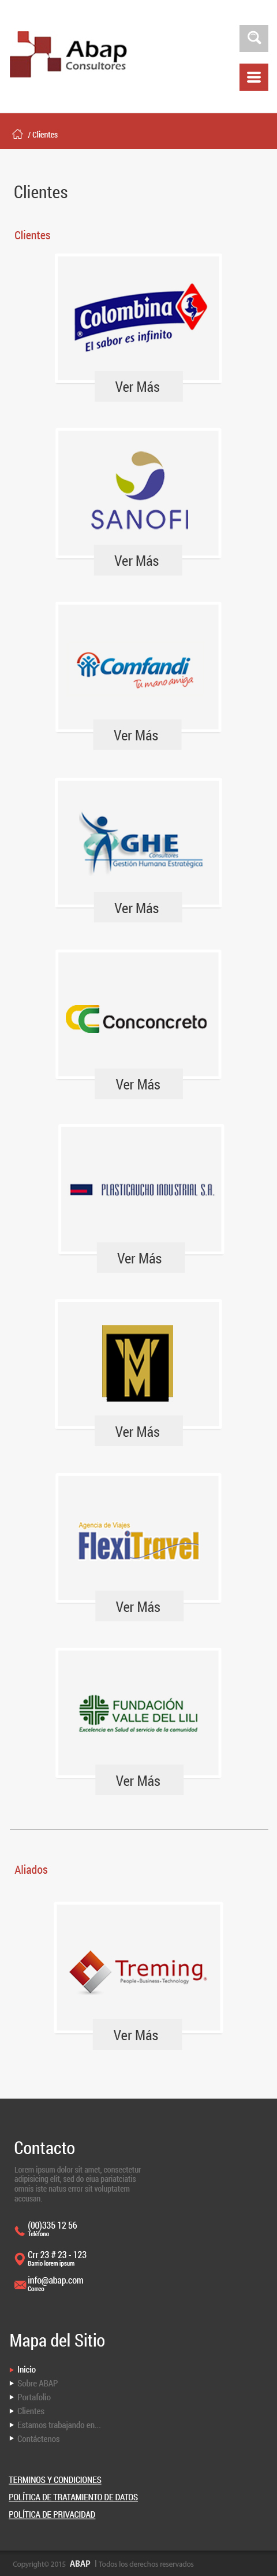 Abap
Consultores
/ Clientes
Clientes
Clientes
Colombina
®
El sabor es infinito
Ver Más
SANOFI
Ver Más
Comfandi
Tu mano amiga
Ver Más
GHE
Consultores
Gestión Humana Estratégica
Ver Más
Conconcreto
Ver Más
PLASTICAUCHO INDUSTRIAL S.A.
Ver Más
Ver Más
Agencia de Viajes
FlexiTravel
Ver Más
FUNDACIÓN
VALLE DEL LILI
Excelencia en Salud al servicio de la comunidad
Ver Más
Aliados
Treming®
People•Business•Technology
Ver Más
Contacto
Lorem ipsum dolor sit amet, consectetur
adipisicing elit, sed do eiua pariatciatis
omnis iste natus error sit voluptatem
accusan.
(00)335 12 56
Teléfono
Crr 23 # 23 - 123
Barrio lorem ipsum
info@abap.com
Correo
Mapa del Sitio
Inicio
Sobre ABAP
Portafolio
Clientes
Estamos trabajando en...
Contáctenos
TERMINOS Y CONDICIONES
POLÍTICA DE TRATAMIENTO DE DATOS
POLÍTICA DE PRIVACIDAD
Copyright© 2015 ABAP | Todos los derechos reservados